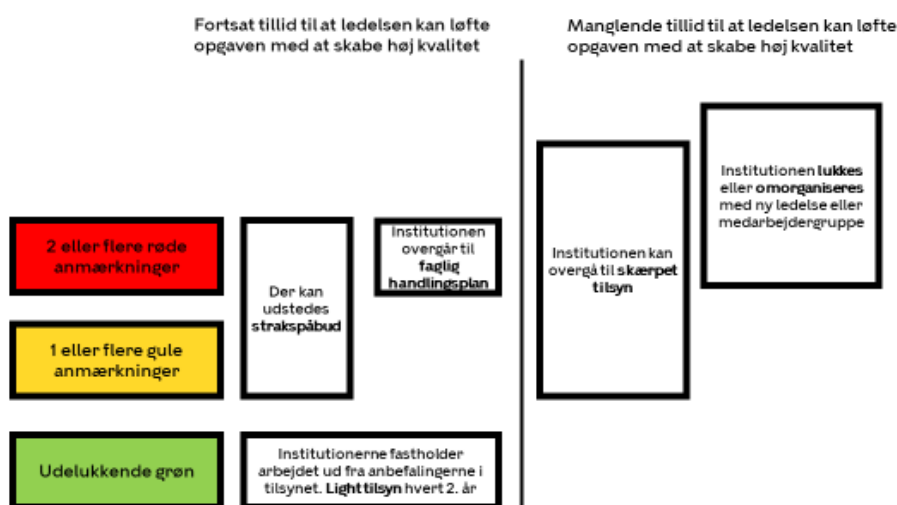 Fortsat tillid til at ledelsen kan løfte
opgaven med at skabe høj kvalitet
Manglende tillid til at ledelsen kan løfte
opgaven med at skabe høj kvalitet
2 eller flere røde
anmærkninger
Der kan
udstedes
strakspåbud
Institutionen
overgår til
faglig
handlingsplan
Institutionen kan
overgå til skærpet
tilsyn
Institutionen lukkes
eller omorganiseres
med ny ledelse eller
medarbejdergruppe
1 eller flere gule
anmærkninger
Udelukkende grøn
Institutionerne fastholder
arbejdet ud fra anbefalingerne i
tilsynet. Light tilsyn hvert 2. år